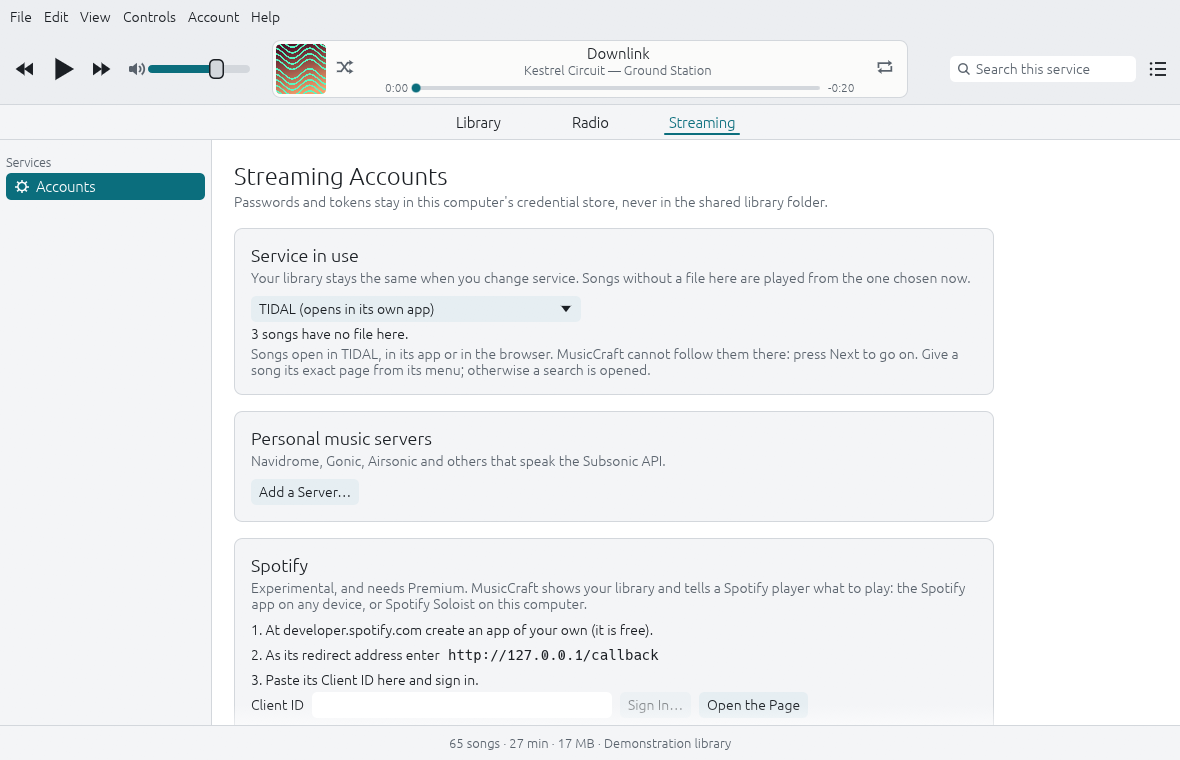 File Edit View Controls Account Help
Downlink
Kestrel Circuit — Ground Station
0:00
-0:20
Search this service
Library Radio Streaming
Services
Accounts
Streaming Accounts
Passwords and tokens stay in this computer's credential store, never in the shared library folder.
Service in use
Your library stays the same when you change service. Songs without a file here are played from the one chosen now.
TIDAL (opens in its own app)
3 songs have no file here.
Songs open in TIDAL, in its app or in the browser. MusicCraft cannot follow them there: press Next to go on. Give a
song its exact page from its menu; otherwise a search is opened.
Personal music servers
Navidrome, Gonic, Airsonic and others that speak the Subsonic API.
Add a Server…
Spotify
Experimental, and needs Premium. MusicCraft shows your library and tells a Spotify player what to play: the Spotify
app on any device, or Spotify Soloist on this computer.
1. At developer.spotify.com create an app of your own (it is free).
2. As its redirect address enter http://127.0.0.1/callback
3. Paste its Client ID here and sign in.
Client ID Sign In… Open the Page
65 songs · 27 min · 17 MB · Demonstration library